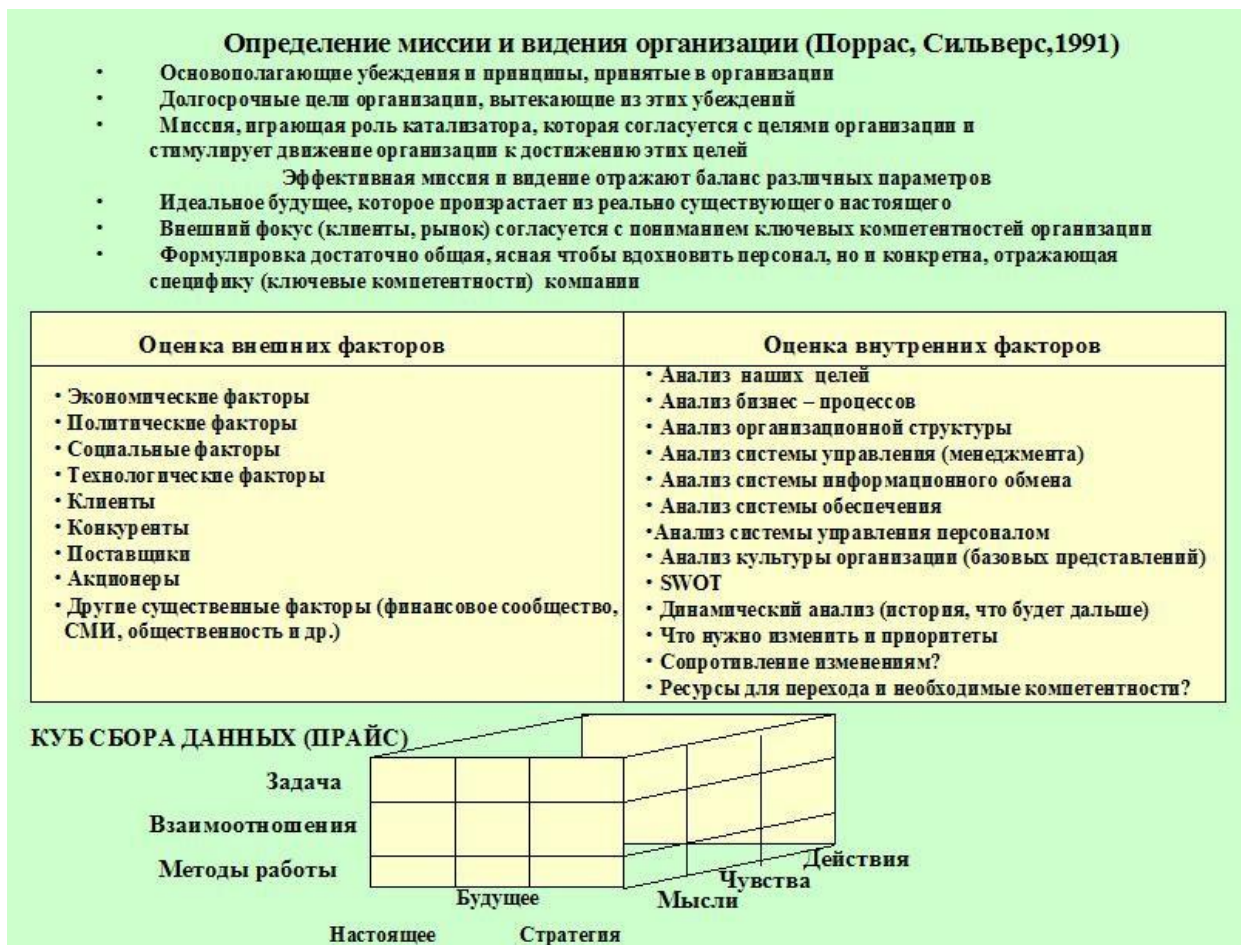 Определение миссии и видения организации (Поррас, Сильверс,1991)
• Основополагающие убеждения и принципы, принятые в организации
• Долгосрочные цели организации, вытекающие из этих убеждений
• Миссия, играющая роль катализатора, которая согласуется с целями организации и
стимулирует движение организации к достижению этих целей
Эффективная миссия и видение отражают баланс различных параметров
• Идеальное будущее, которое произрастает из реально существующего настоящего
• Внешний фокус (клиенты, рынок) согласуется с пониманием ключевых компетентностей организации
• Формулировка достаточно общая, ясная чтобы вдохновить персонал, но и конкретна, отражающая
специфику (ключевые компетентности) компании
Оценка внешних факторов
• Экономические факторы
• Политические факторы
• Социальные факторы
• Технологические факторы
• Клиенты
• Конкуренты
• Поставщики
• Акционеры
• Другие существенные факторы (финансовое сообщество,
СМИ, общественность и др.)
Оценка внутренних факторов
• Анализ наших целей
• Анализ бизнес – процессов
• Анализ организационной структуры
• Анализ системы управления (менеджмента)
• Анализ системы информационного обмена
• Анализ системы обеспечения
•Анализ системы управления персоналом
• Анализ культуры организации (базовых представлений)
• SWOT
• Динамический анализ (история, что будет дальше)
• Что нужно изменить и приоритеты
• Сопротивление изменениям?
• Ресурсы для перехода и необходимые компетентности?
КУБ СБОРА ДАННЫХ (ПРАЙС)
Задача
Взаимоотношения
Методы работы
Действия
Чувства
Мысли
Будущее
Настоящее
Стратегия